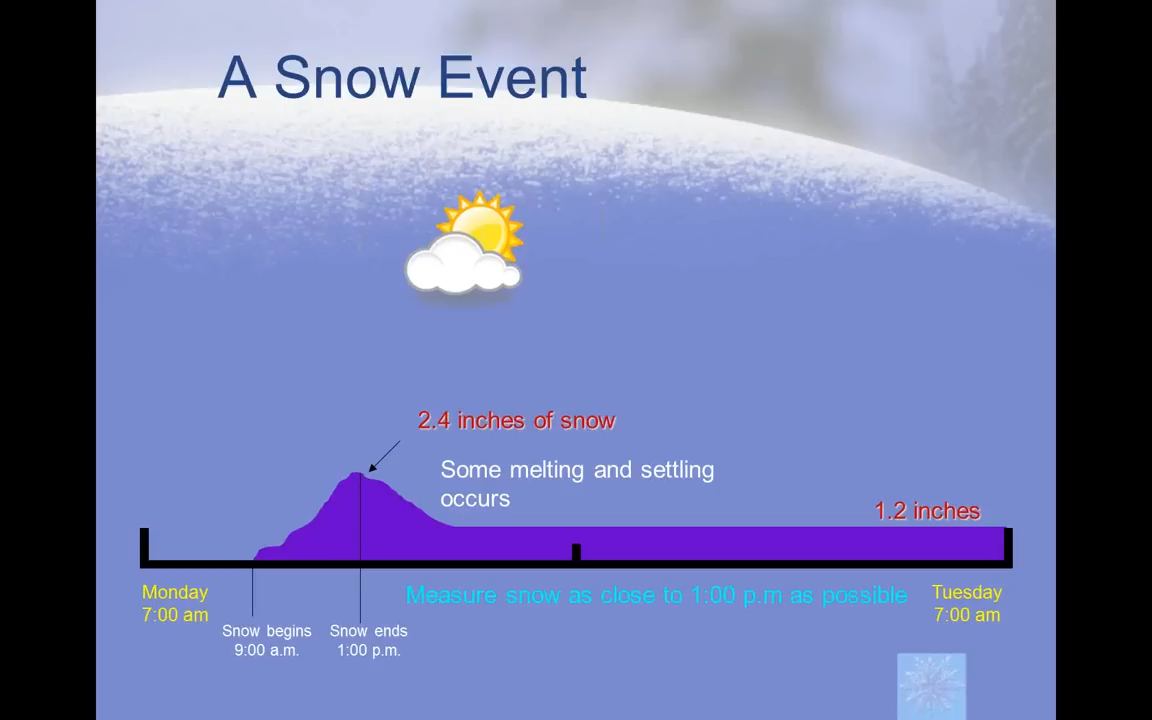 A Snow Event
2.4 inches of snow
Some melting and settling
occurs
1.2 inches
Monday
7:00 am
Measure snow as close to 1:00 p.m as possible
Tuesday
7:00 am
Snow begins
9:00 a.m.
Snow ends
1:00 p.m.